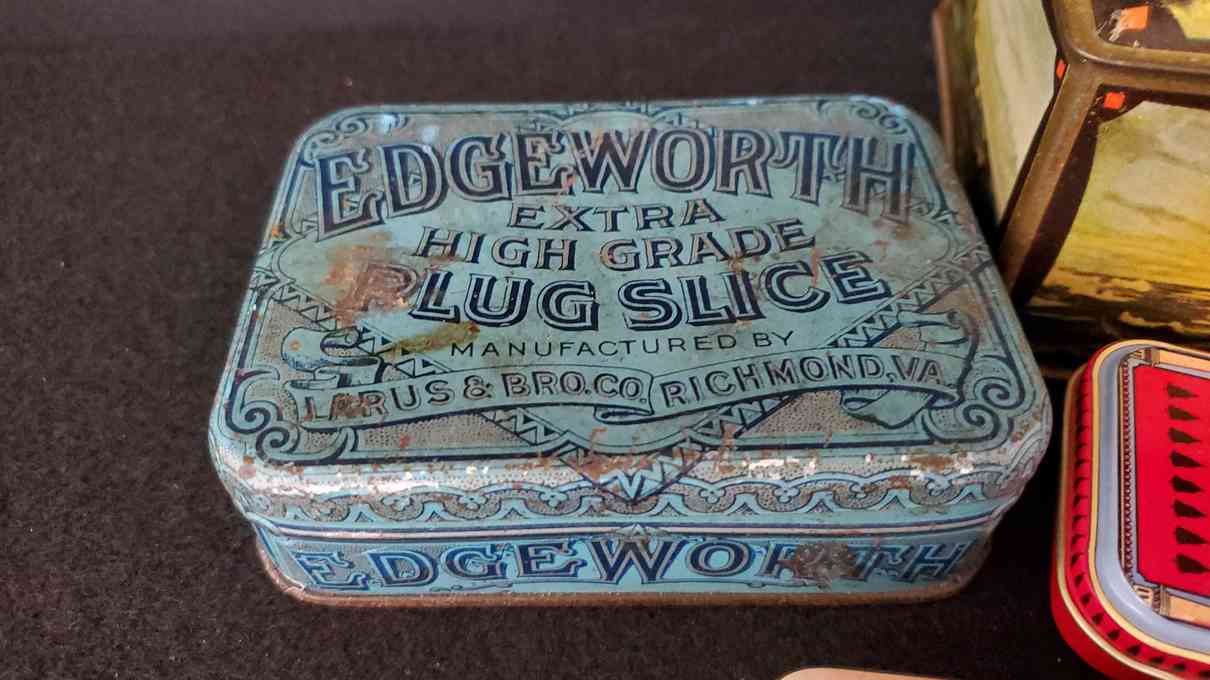 EDGEWORTH
EXTRA
HIGH GRADE
PLUG SLICE
MANUFACTURED BY
LARUS & BRO. CO. RICHMOND, VA.
EDGEWORTH